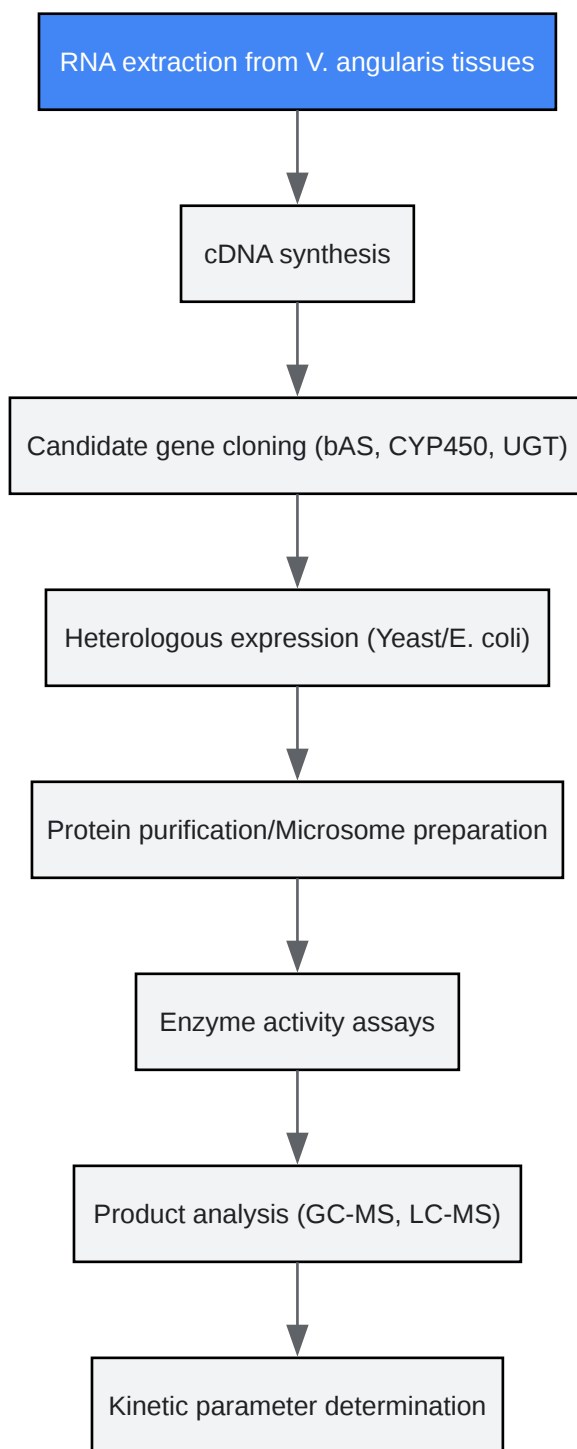 RNA extraction from V. angularis tissues
cDNA synthesis
Candidate gene cloning (bAS, CYP450, UGT)
Heterologous expression (Yeast/E. coli)
Protein purification/Microsome preparation
Enzyme activity assays
Product analysis (GC-MS, LC-MS)
Kinetic parameter determination